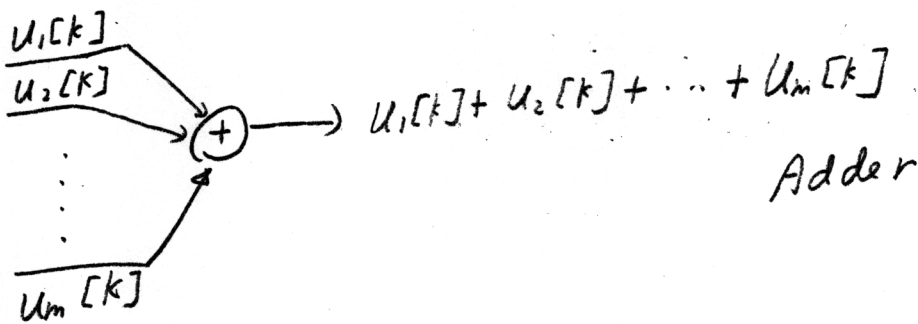 u₁[k]
u₂[k]
+
u₁[k] + u₂[k] + ... + uₘ[k]
Adder
uₘ[k]